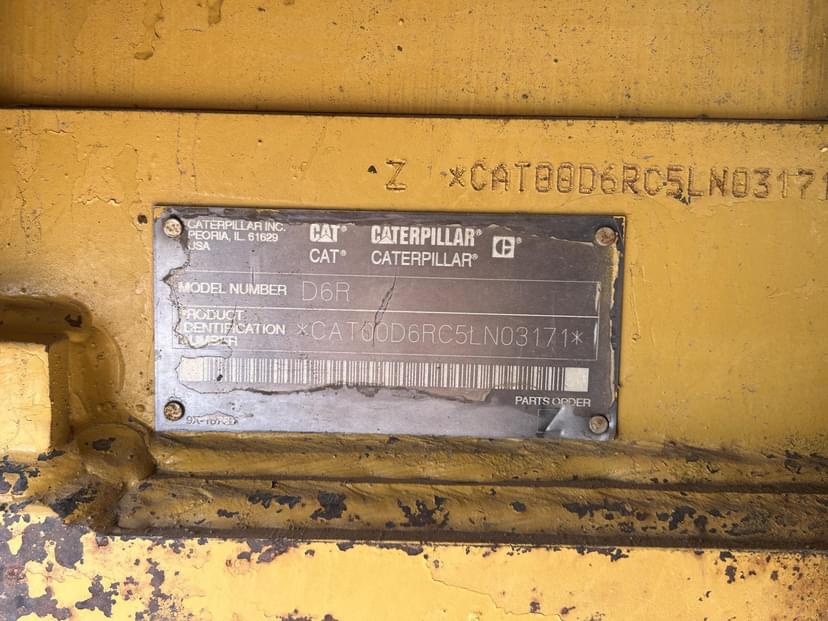 Z *CAT00D6RC5LN03171
CATERPILLAR INC.
PEORIA, IL 61629
USA
CAT® CATERPILLAR® C®
CAT® CATERPILLAR®
MODEL NUMBER D6R
PRODUCT
IDENTIFICATION
NUMBER *CAT00D6RC5LN03171*
PARTS ORDER